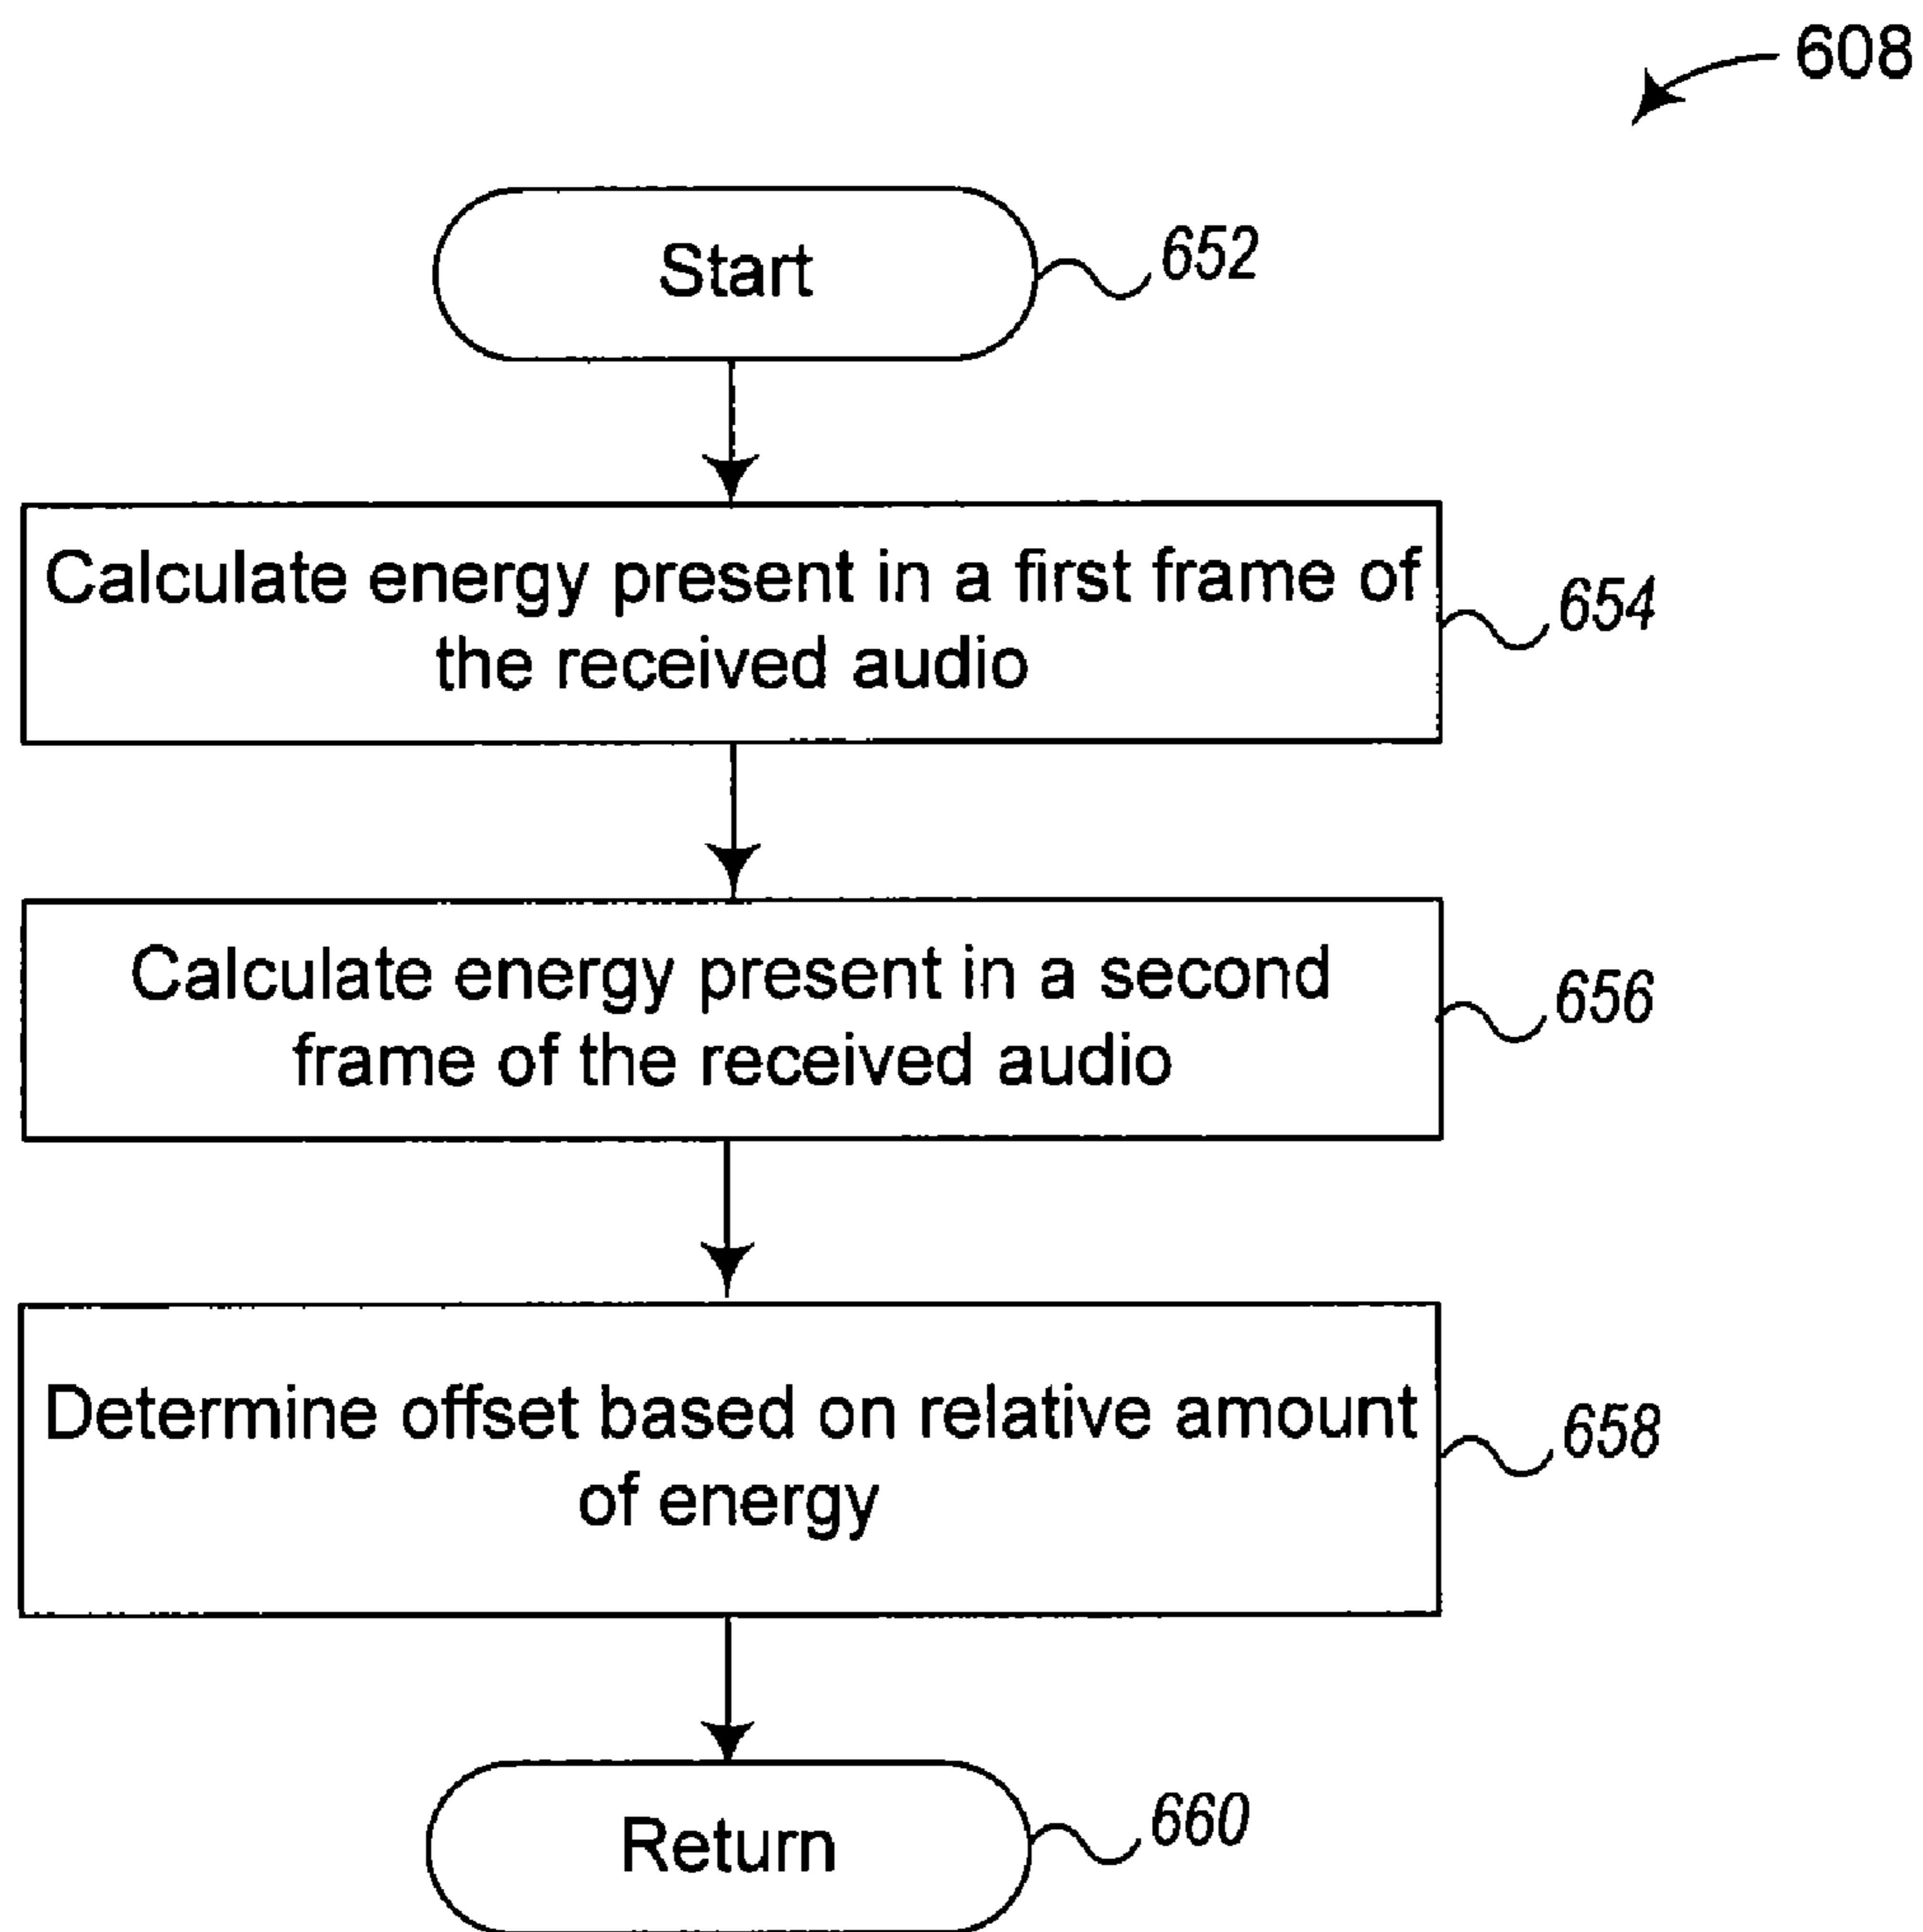 608
Start
652
Calculate energy present in a first frame of
the received audio
654
Calculate energy present in a second
frame of the received audio
656
Determine offset based on relative amount
of energy
658
Return
660